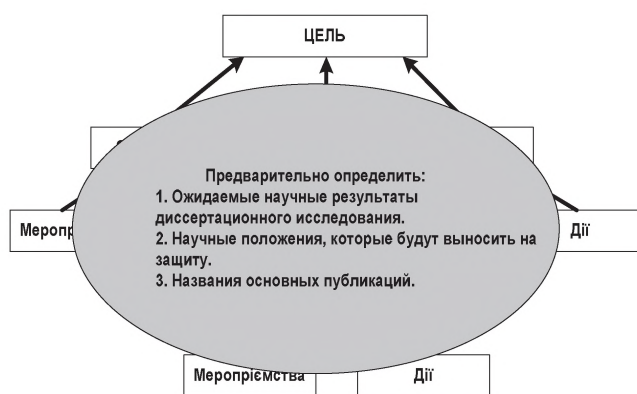 ЦЕЛЬ
Предварительно определить:
1. Ожидаемые научные результаты
диссертационного исследования.
2. Научные положения, которые будут выносить на
защиту.
3. Названия основных публикаций.
Дії
Меропріємства
Дії